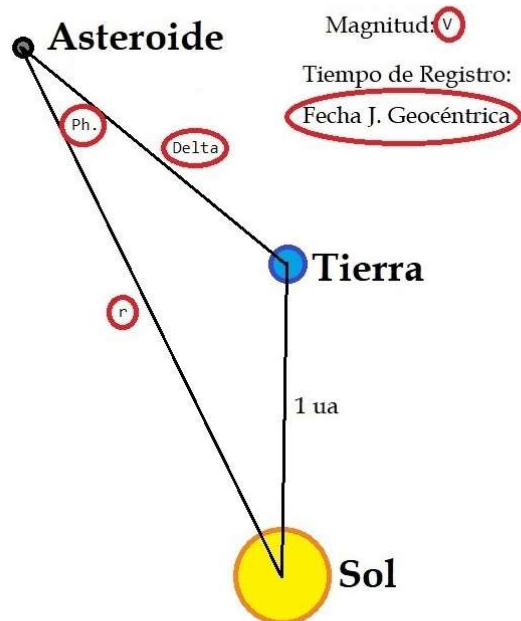 Asteroide
Magnitud: V
Tiempo de Registro:
Fecha J. Geocéntrica
Ph.
Delta
Tierra
r
1 ua
Sol